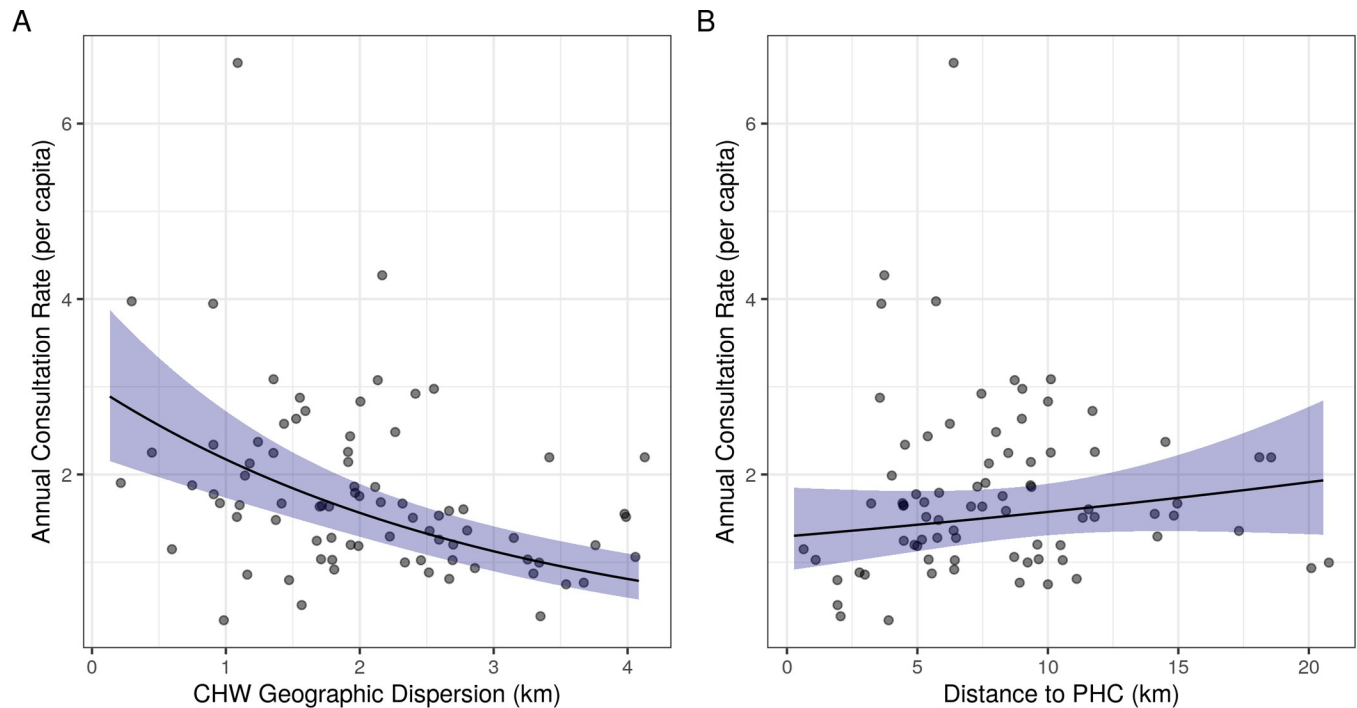 A
Annual Consultation Rate (per capita)
6
4
2
0 1 2 3 4
CHW Geographic Dispersion (km)
B
Annual Consultation Rate (per capita)
6
4
2
0 5 10 15 20
Distance to PHC (km)